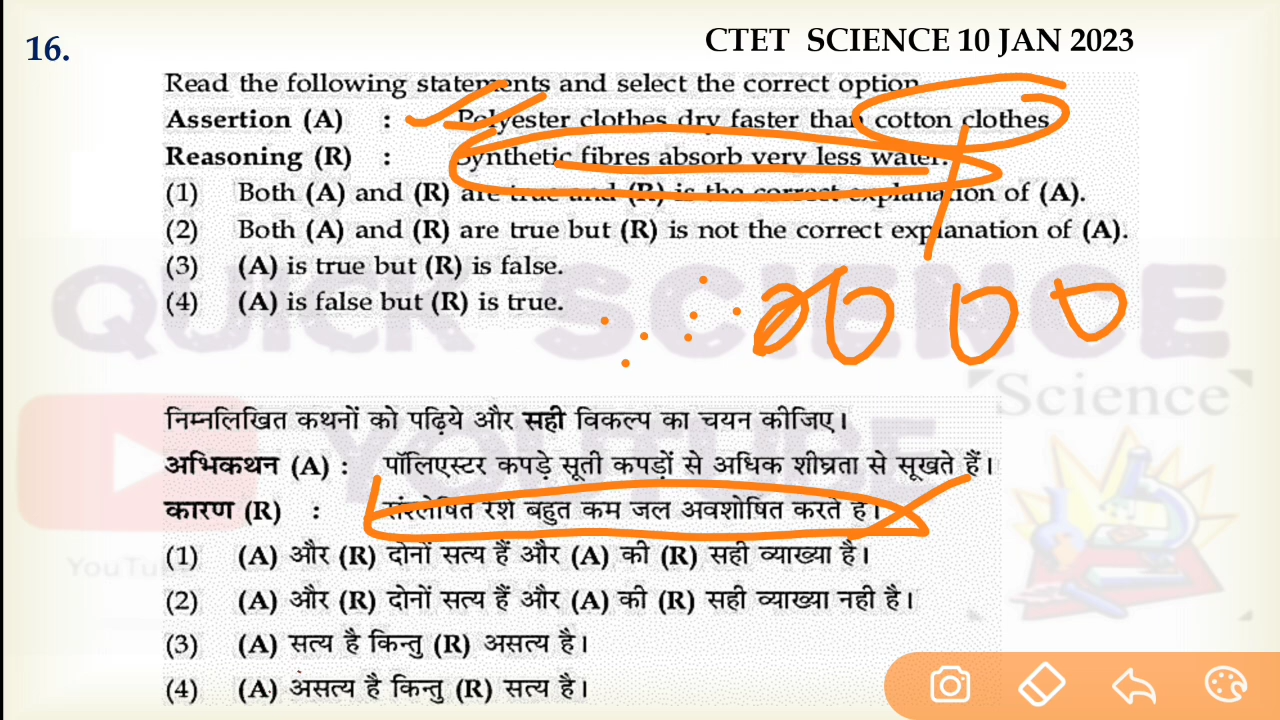 16.
CTET SCIENCE 10 JAN 2023
Read the following statements and select the correct option
Assertion (A) : Polyester clothes dry faster than cotton clothes
Reasoning (R) : Synthetic fibres absorb very less water.
(1) Both (A) and (R) are true and (R) is the correct explanation of (A).
(2) Both (A) and (R) are true but (R) is not the correct explanation of (A).
(3) (A) is true but (R) is false.
(4) (A) is false but (R) is true.
QUICK SCIENCE
Science
निम्नलिखित कथनों को पढ़िये और सही विकल्प का चयन कीजिए।
YOUTUBE
अभिकथन (A) : पॉलिएस्टर कपड़े सूती कपड़ों से अधिक शीघ्रता से सूखते हैं।
कारण (R) : संश्लेषित रेशे बहुत कम जल अवशोषित करते हैं।
(1) (A) और (R) दोनों सत्य हैं और (A) की (R) सही व्याख्या है।
YouTube
(2) (A) और (R) दोनों सत्य हैं और (A) की (R) सही व्याख्या नही है।
(3) (A) सत्य है किन्तु (R) असत्य है।
(4) (A) असत्य है किन्तु (R) सत्य है।